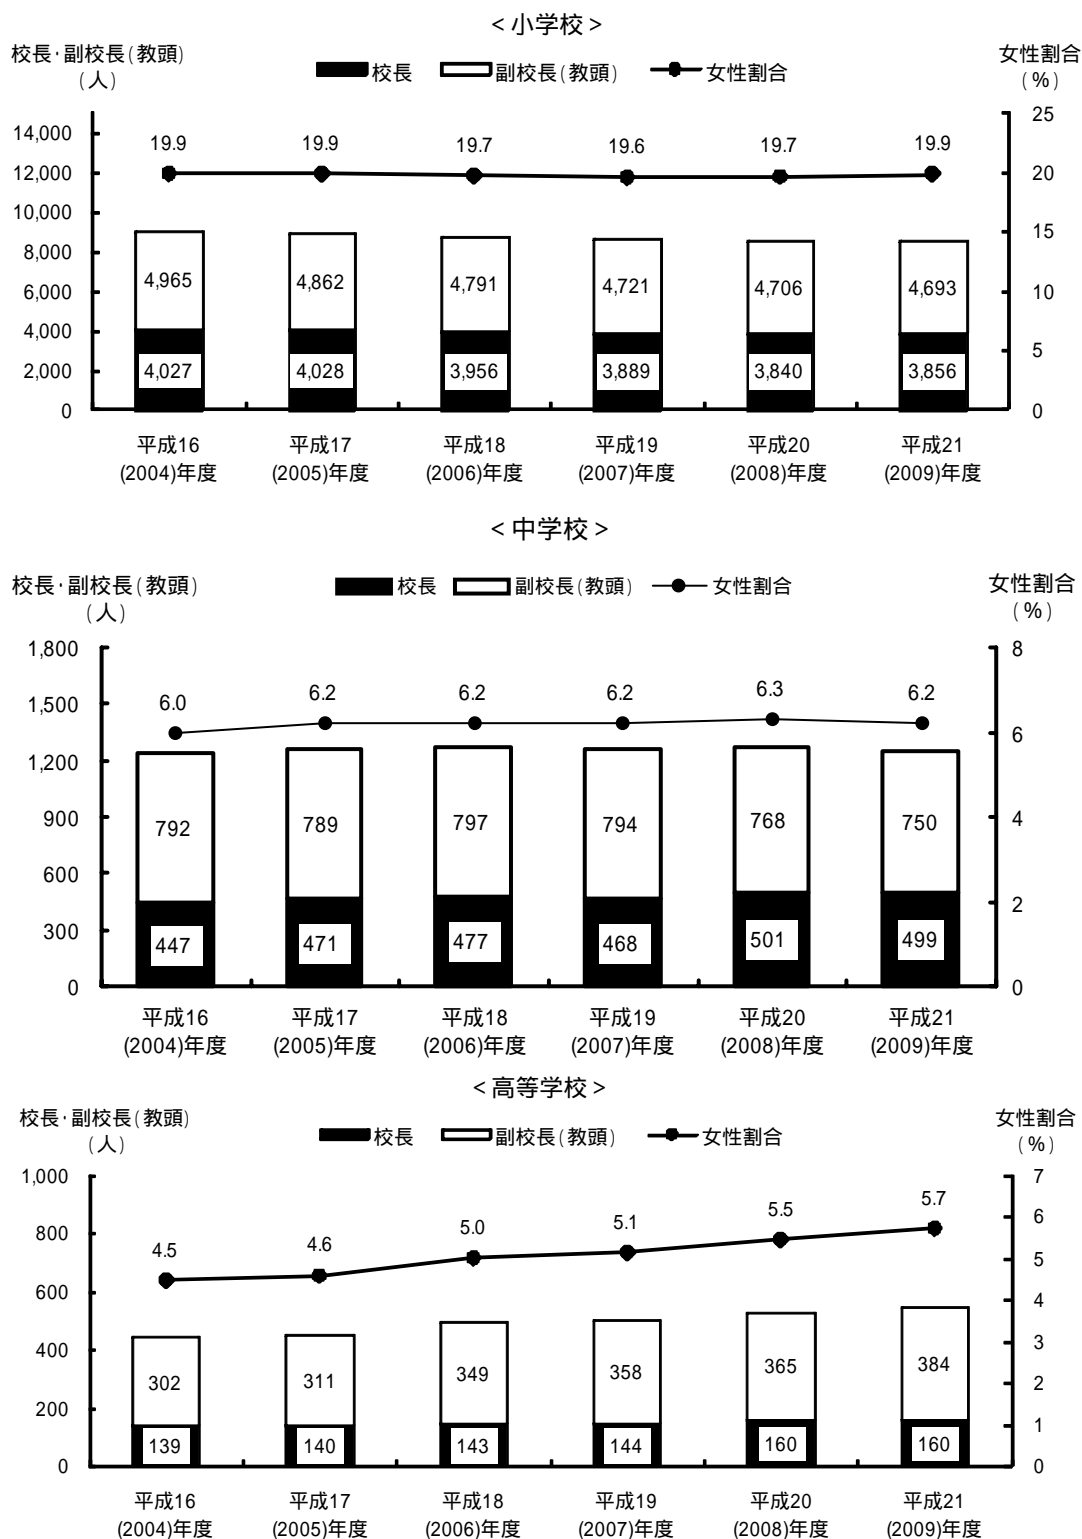 ＜小学校＞
校長・副校長(教頭)
(人)
校長 副校長(教頭) 女性割合
女性割合
(%)
14,000
12,000
10,000
8,000
6,000
4,000
2,000
0
25
20
15
10
5
0
19.9 19.9 19.7 19.6 19.7 19.9
4,965 4,862 4,791 4,721 4,706 4,693
4,027 4,028 3,956 3,889 3,840 3,856
平成16 平成17 平成18 平成19 平成20 平成21
(2004)年度 (2005)年度 (2006)年度 (2007)年度 (2008)年度 (2009)年度
＜中学校＞
校長・副校長(教頭)
(人)
校長 副校長(教頭) 女性割合
女性割合
(%)
1,800
1,500
1,200
900
600
300
0
8
6
4
2
0
6.0 6.2 6.2 6.2 6.3 6.2
792 789 797 794 768 750
447 471 477 468 501 499
平成16 平成17 平成18 平成19 平成20 平成21
(2004)年度 (2005)年度 (2006)年度 (2007)年度 (2008)年度 (2009)年度
＜高等学校＞
校長・副校長(教頭)
(人)
校長 副校長(教頭) 女性割合
女性割合
(%)
1,000
800
600
400
200
0
7
6
5
4
3
2
1
0
4.5 4.6 5.0 5.1 5.5 5.7
302 311 349 358 365 384
139 140 143 144 160 160
平成16 平成17 平成18 平成19 平成20 平成21
(2004)年度 (2005)年度 (2006)年度 (2007)年度 (2008)年度 (2009)年度